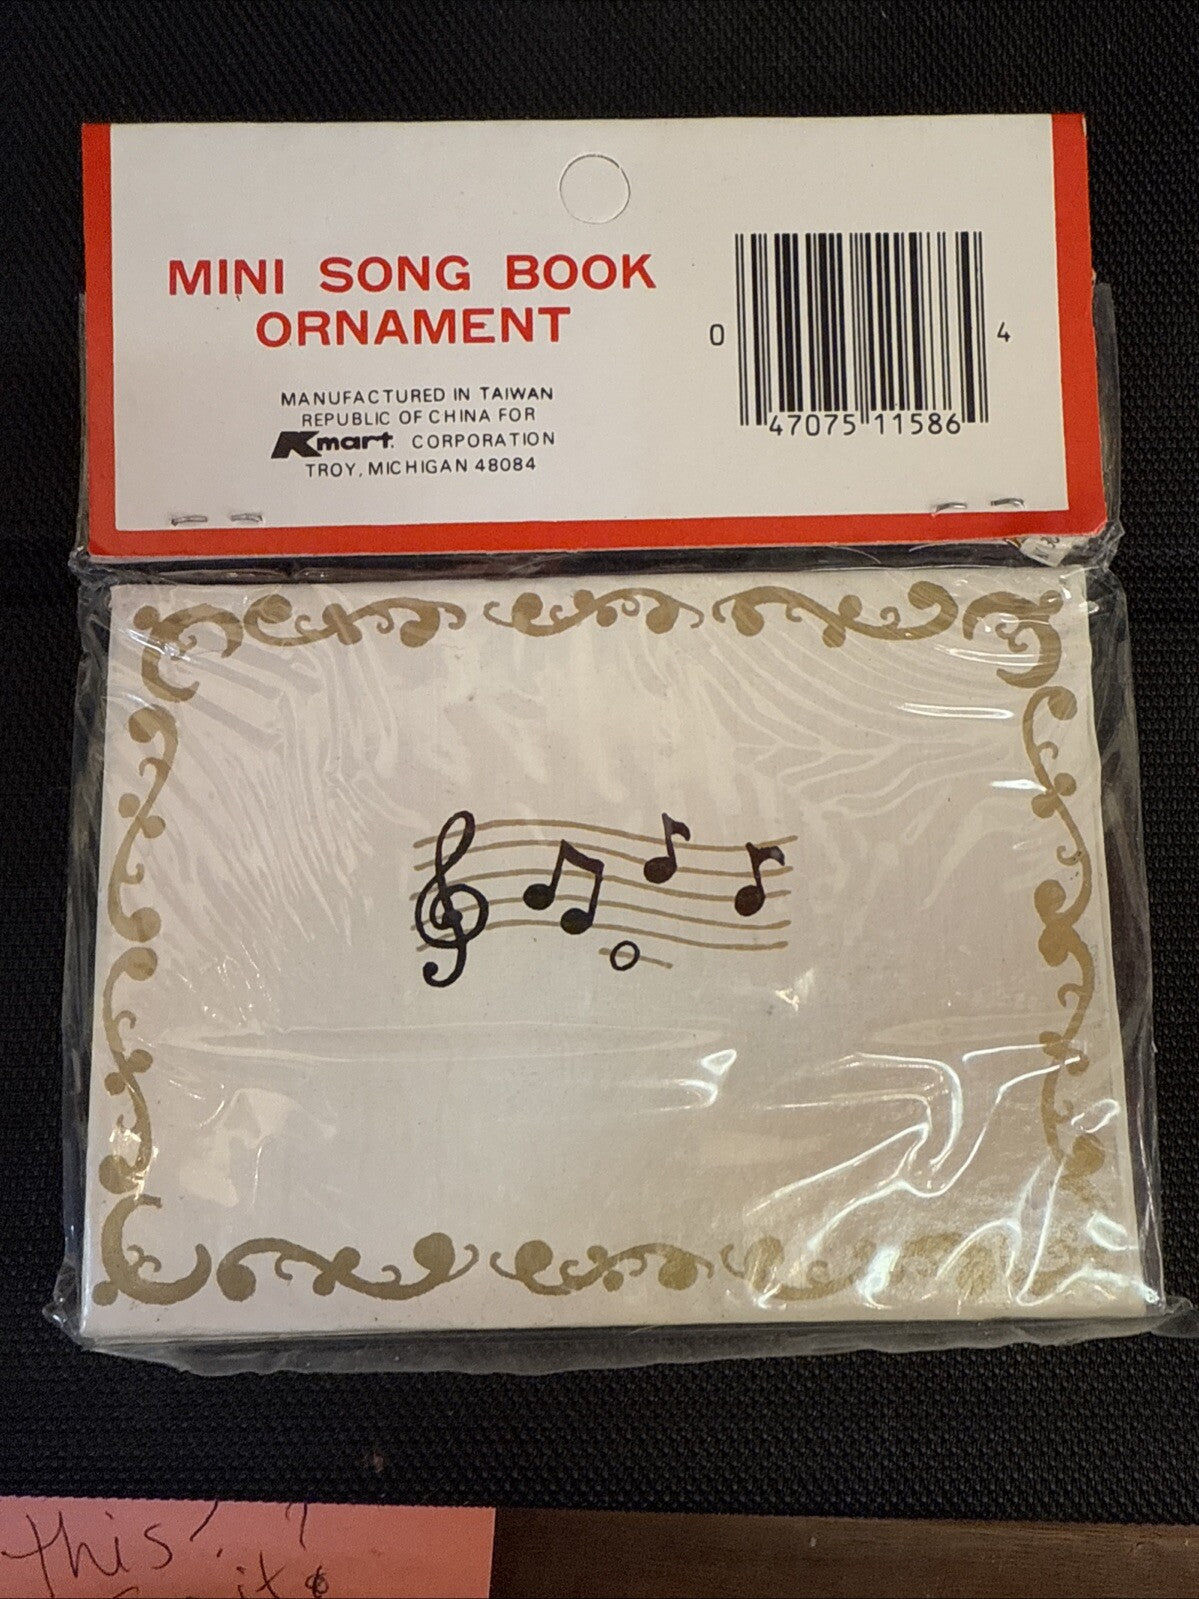 MINI SONG BOOK
ORNAMENT
MANUFACTURED IN TAIWAN
REPUBLIC OF CHINA FOR
Kmart. CORPORATION
TROY, MICHIGAN 48084
0 47075 11586 4
this?